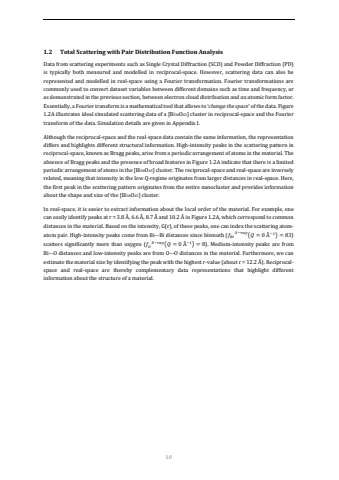 1.2 Total Scattering with Pair Distribution Function Analysis
Data from scattering experiments such as Single Crystal Diffraction (SCD) and Powder Diffraction (PD)
is typically both measured and modelled in reciprocal-space. However, scattering data can also be
represented and modelled in real-space using a Fourier transformation. Fourier transformations are
commonly used to convert dataset variables between different domains such as time and frequency, or
as demonstrated in the previous section, between electron cloud distribution and an atomic form factor.
Essentially, a Fourier transform is a mathematical tool that allows to 'change the space' of the data. Figure
1.2A illustrates ideal simulated scattering data of a [Bi₃₈O₄₅] cluster in reciprocal-space and the Fourier
transform of the data. Simulation details are given in Appendix I.
Although the reciprocal-space and the real-space data contain the same information, the representation
differs and highlights different structural information. High-intensity peaks in the scattering pattern in
reciprocal-space, known as Bragg peaks, arise from a periodic arrangement of atoms in the material. The
absence of Bragg peaks and the presence of broad features in Figure 1.2A indicate that there is a limited
periodic arrangement of atoms in the [Bi₃₈O₄₅] cluster. The reciprocal-space and real-space are inversely
related, meaning that intensity in the low Q-regime originates from larger distances in real-space. Here,
the first peak in the scattering pattern originates from the entire nanocluster and provides information
about the shape and size of the [Bi₃₈O₄₅] cluster.
In real-space, it is easier to extract information about the local order of the material. For example, one
can easily identify peaks at r = 3.8 Å, 6.6 Å, 8.7 Å and 10.2 Å in Figure 1.2A, which correspond to common
distances in the material. Based on the intensity, G(r), of these peaks, one can index the scattering atom-
atom pair. High-intensity peaks come from Bi—Bi distances since bismuth (f_Bi^X-ray(Q = 0 Å⁻¹) = 83)
scatters significantly more than oxygen (f_O^X-ray(Q = 0 Å⁻¹) = 8). Medium-intensity peaks are from
Bi—O distances and low-intensity peaks are from O—O distances in the material. Furthermore, we can
estimate the material size by identifying the peak with the highest r-value (about r = 12.2 Å). Reciprocal-
space and real-space are thereby complementary data representations that highlight different
information about the structure of a material.